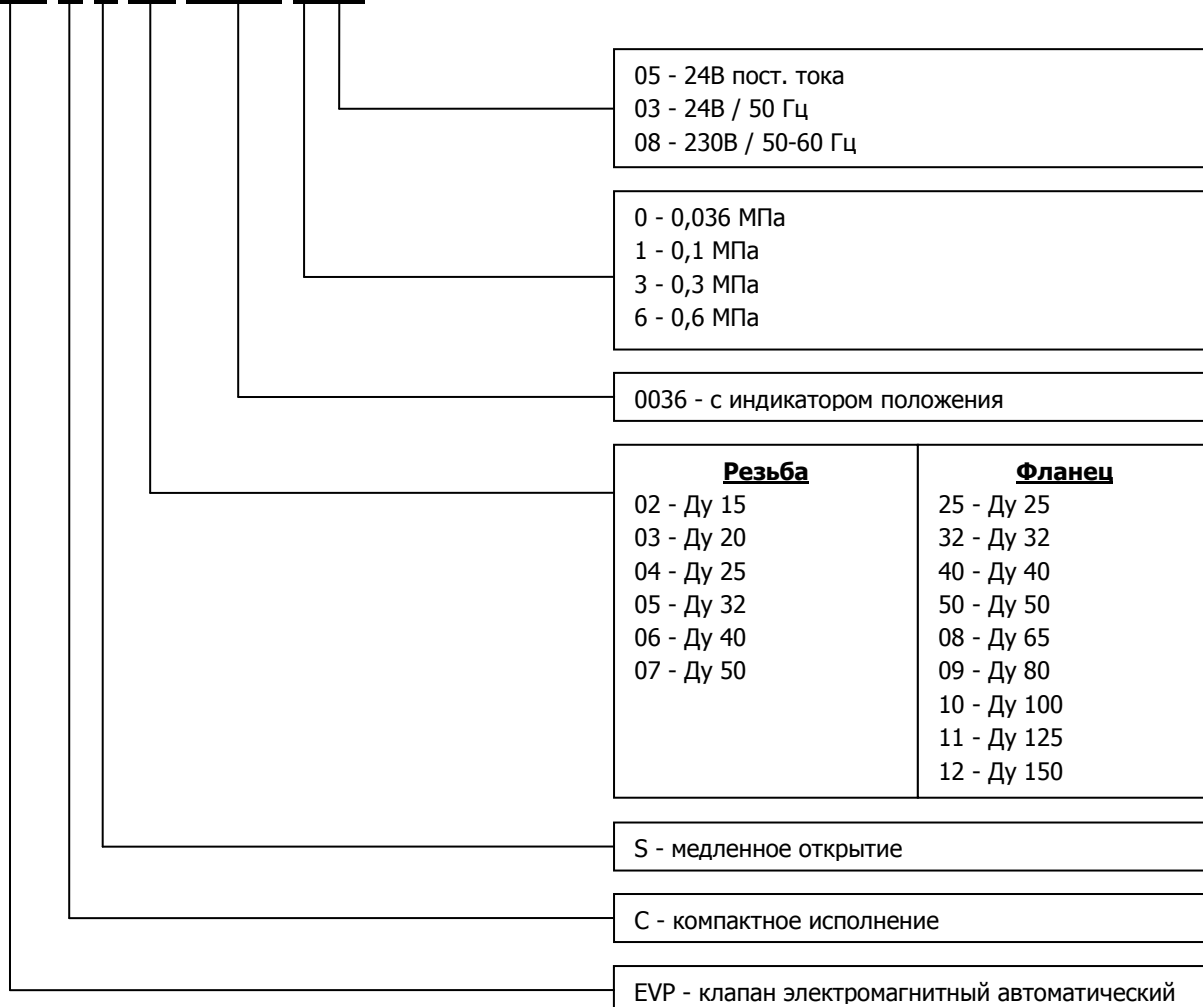 05 - 24В пост. тока
03 - 24В / 50 Гц
08 - 230В / 50-60 Гц
0 - 0,036 МПа
1 - 0,1 МПа
3 - 0,3 МПа
6 - 0,6 МПа
0036 - с индикатором положения
Резьба
02 - Ду 15
03 - Ду 20
04 - Ду 25
05 - Ду 32
06 - Ду 40
07 - Ду 50
Фланец
25 - Ду 25
32 - Ду 32
40 - Ду 40
50 - Ду 50
08 - Ду 65
09 - Ду 80
10 - Ду 100
11 - Ду 125
12 - Ду 150
S - медленное открытие
C - компактное исполнение
EVP - клапан электромагнитный автоматический